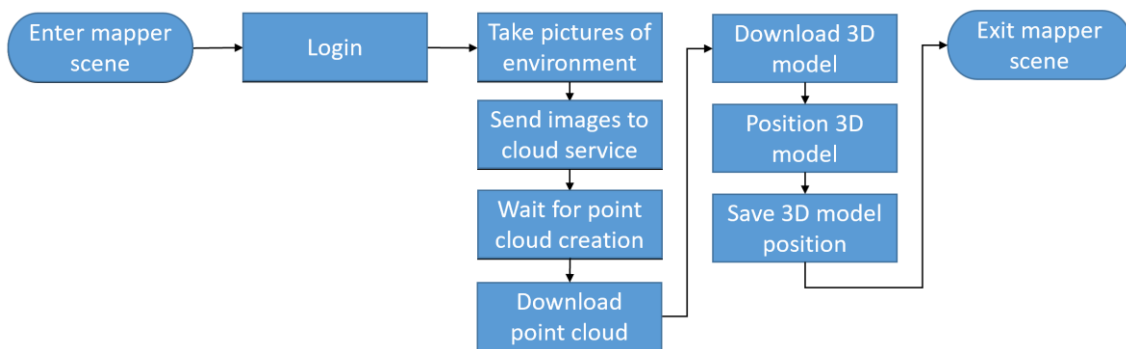 Enter mapper
scene
Login
Take pictures of
environment
Send images to
cloud service
Wait for point
cloud creation
Download
point cloud
Download 3D
model
Position 3D
model
Save 3D model
position
Exit mapper
scene